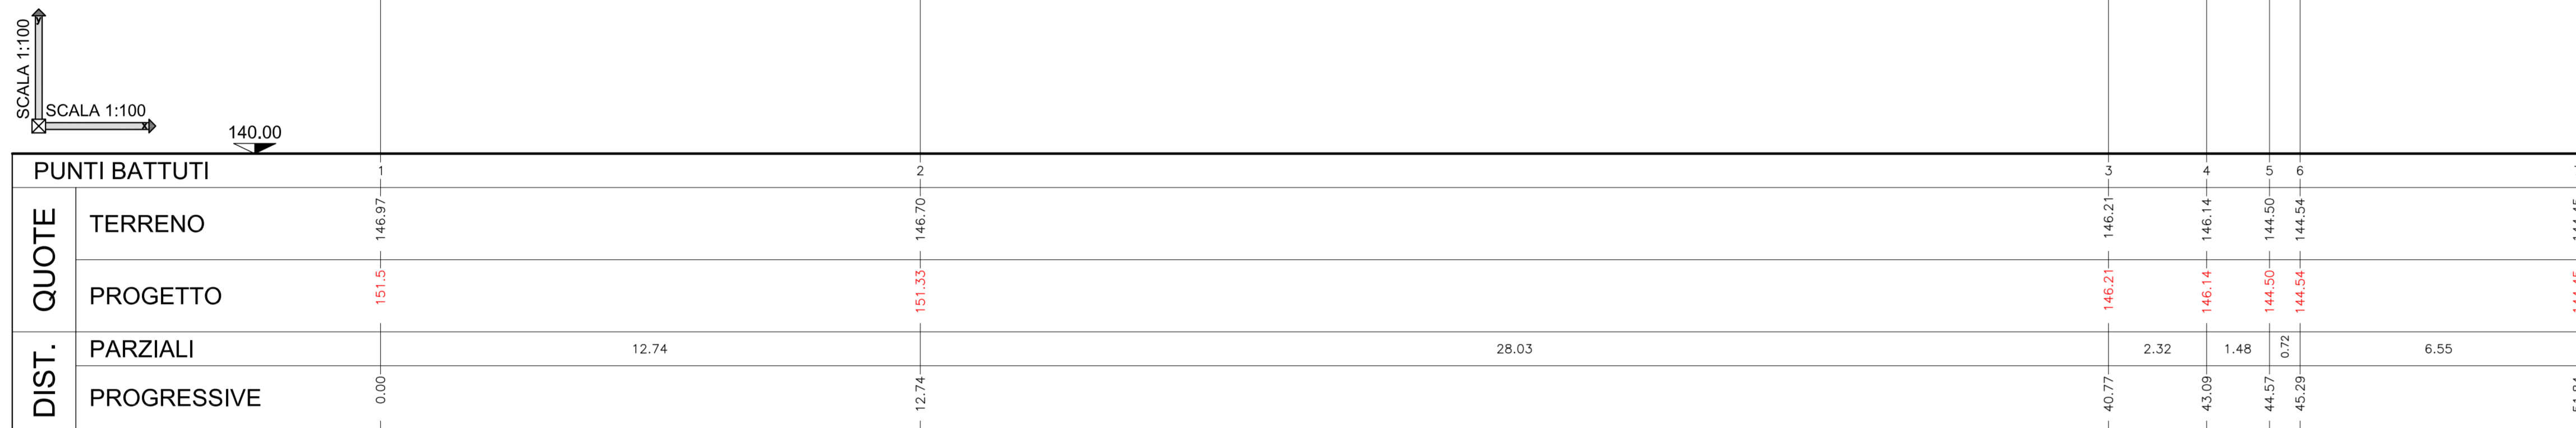 SCALA 1:100
y
SCALA 1:100
x
140.00
PUNTI BATTUTI 1 2 3 4 5 6
QUOTE
TERRENO 146.97 146.70 146.21 146.14 144.50 144.54
PROGETTO 151.5 151.33 146.21 146.14 144.50 144.54
DIST.
PARZIALI 12.74 28.03 2.32 1.48 0.72 6.55
PROGRESSIVE 0.00 12.74 40.77 43.09 44.57 45.29